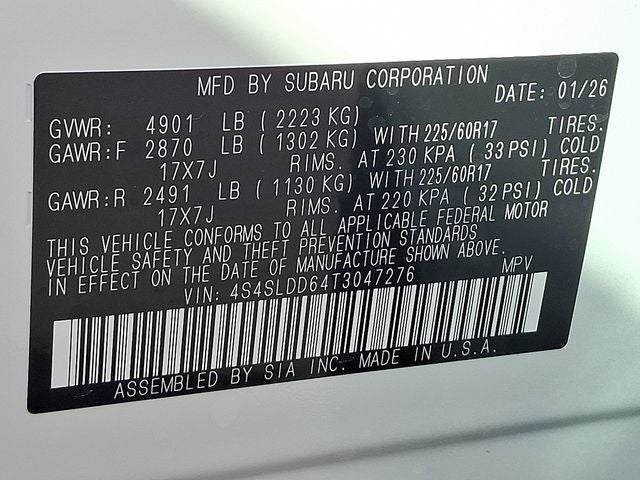 MFD BY SUBARU CORPORATION DATE: 01/26
GVWR: 4901 LB ( 2223 KG)
GAWR:F 2870 LB ( 1302 KG) WITH 225/60R17 TIRES.
17X7J RIMS. AT 230 KPA ( 33 PSI) COLD
GAWR:R 2491 LB ( 1130 KG) WITH 225/60R17 TIRES.
17X7J RIMS. AT 220 KPA ( 32 PSI) COLD
THIS VEHICLE CONFORMS TO ALL APPLICABLE FEDERAL MOTOR
VEHICLE SAFETY AND THEFT PREVENTION STANDARDS
IN EFFECT ON THE DATE OF MANUFACTURE SHOWN ABOVE.
VIN: 4S4SLDD64T3047276 MPV
ASSEMBLED BY SIA INC. MADE IN U.S.A.